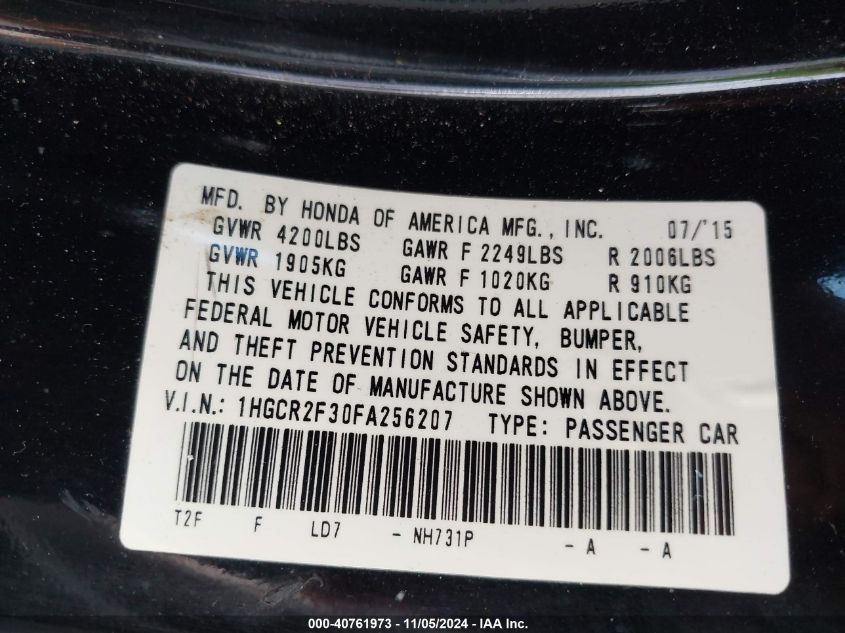 MFD. BY HONDA OF AMERICA MFG., INC. 07/'15
GVWR 4200LBS GAWR F 2249LBS R 2006LBS
GVWR 1905KG GAWR F 1020KG R 910KG
THIS VEHICLE CONFORMS TO ALL APPLICABLE
FEDERAL MOTOR VEHICLE SAFETY, BUMPER,
AND THEFT PREVENTION STANDARDS IN EFFECT
ON THE DATE OF MANUFACTURE SHOWN ABOVE.
V.I.N.: 1HGCR2F30FA256207 TYPE: PASSENGER CAR
T2F F LD7 - NH731P - A - A
000-40761973 - 11/05/2024 - IAA Inc.